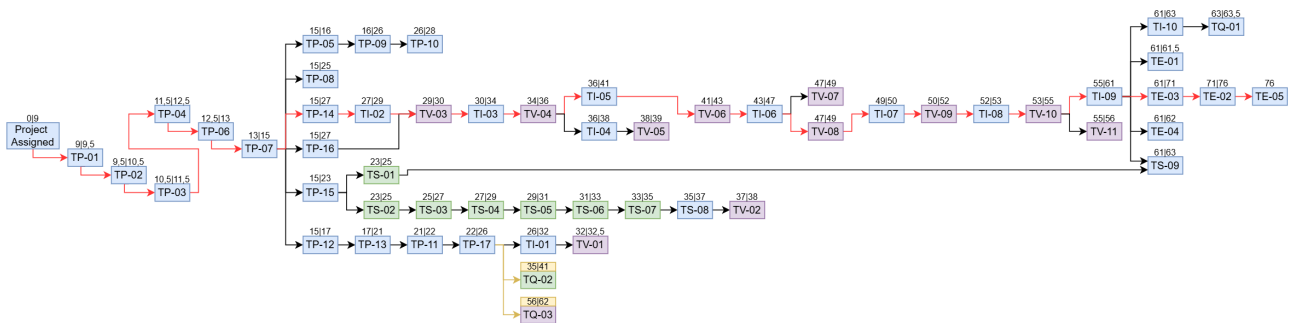 0|9
Project
Assigned
9|9,5
TP-01
9,5|10,5
TP-02
10,5|11,5
TP-03
11,5|12,5
TP-04
12,5|13
TP-06
13|15
TP-07
15|16
TP-05
16|26
TP-09
26|28
TP-10
15|25
TP-08
15|27
TP-14
27|29
TI-02
29|30
TV-03
30|34
TI-03
34|36
TV-04
36|41
TI-05
36|38
TI-04
38|39
TV-05
41|43
TV-06
43|47
TI-06
47|49
TV-07
47|49
TV-08
49|50
TI-07
50|52
TV-09
52|53
TI-08
53|55
TV-10
55|61
TI-09
55|56
TV-11
61|63
TI-10
63|63,5
TQ-01
61|61,5
TE-01
61|71
TE-03
71|76
TE-02
76
TE-05
61|62
TE-04
61|63
TS-09
15|27
TP-16
15|23
TP-15
23|25
TS-01
23|25
TS-02
25|27
TS-03
27|29
TS-04
29|31
TS-05
31|33
TS-06
33|35
TS-07
35|37
TS-08
37|38
TV-02
15|17
TP-12
17|21
TP-13
21|22
TP-11
22|26
TP-17
26|32
TI-01
32|32,5
TV-01
35|41
TQ-02
56|62
TQ-03